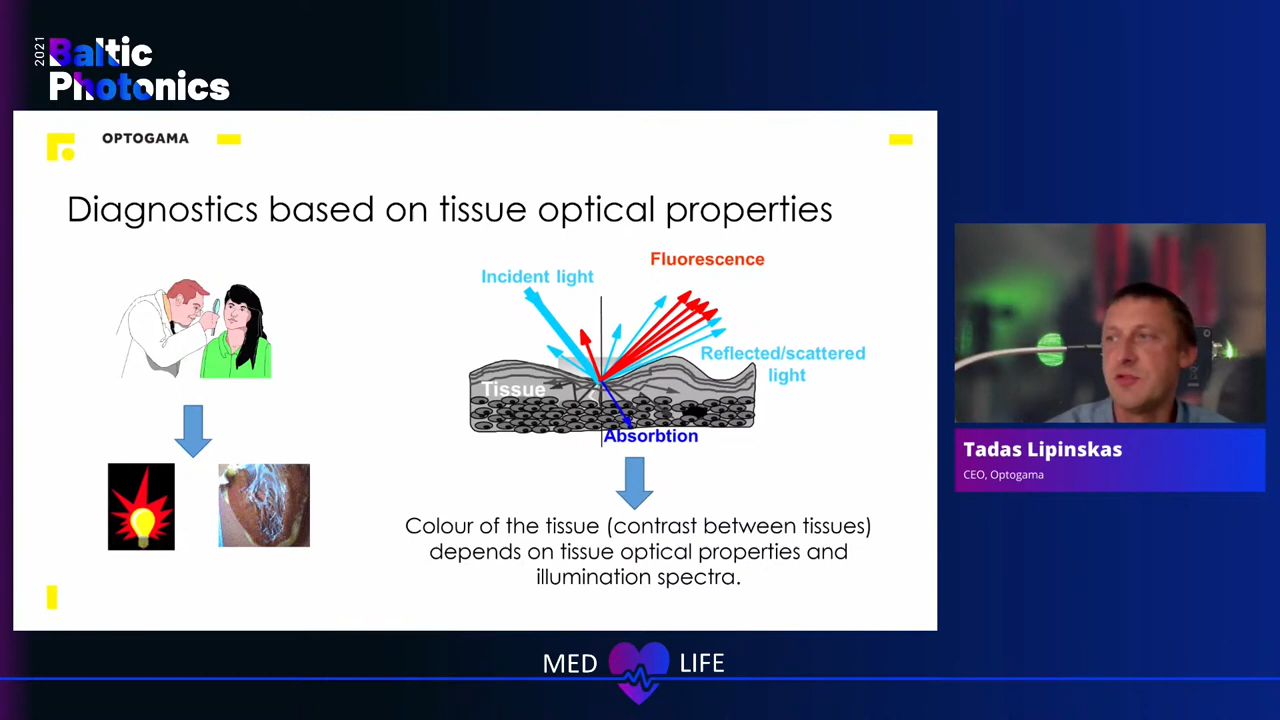 2021
Baltic
Photonics
OPTOGAMA
Diagnostics based on tissue optical properties
Incident light
Fluorescence
Reflected/scattered
light
Tissue
Absorbtion
Colour of the tissue (contrast between tissues)
depends on tissue optical properties and
illumination spectra.
Tadas Lipinskas
CEO, Optogama
MED LIFE